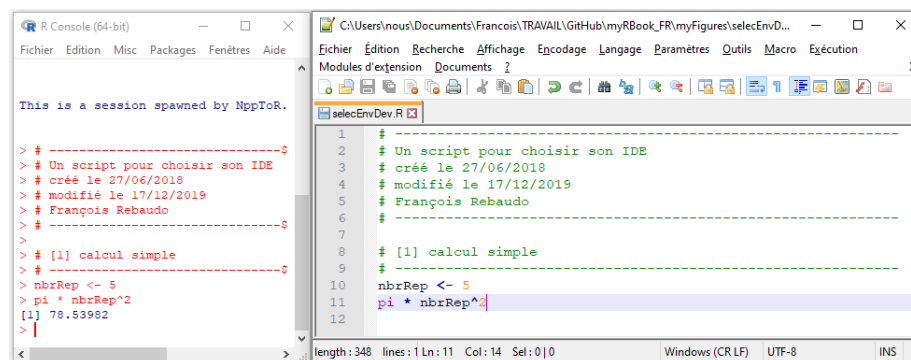 R Console (64-bit)
Fichier Edition Misc Packages Fenêtres Aide
This is a session spawned by NppToR.
> # -------------------------------$
> # Un script pour choisir son IDE
> # créé le 27/06/2018
> # modifié le 17/12/2019
> # François Rebaudo
> # -------------------------------$
>
> # [1] calcul simple
> # -------------------------------$
> nbrRep <- 5
> pi * nbrRep^2
[1] 78.53982
>
C:\Users\nous\Documents\Francois\TRAVAIL\GitHub\myRBook_FR\myFigures\selecEnvD...
Fichier Édition Recherche Affichage Encodage Langage Paramètres Outils Macro Exécution
Modules d'extension Documents ?
selecEnvDev.R
1 # --------------------------------------------------------------------
2 # Un script pour choisir son IDE
3 # créé le 27/06/2018
4 # modifié le 17/12/2019
5 # François Rebaudo
6 # --------------------------------------------------------------------
7
8 # [1] calcul simple
9 # --------------------------------------------------------------------
10 nbrRep <- 5
11 pi * nbrRep^2
12
length : 348 lines : 1 Ln : 11 Col : 14 Sel : 0 | 0 Windows (CR LF) UTF-8 INS